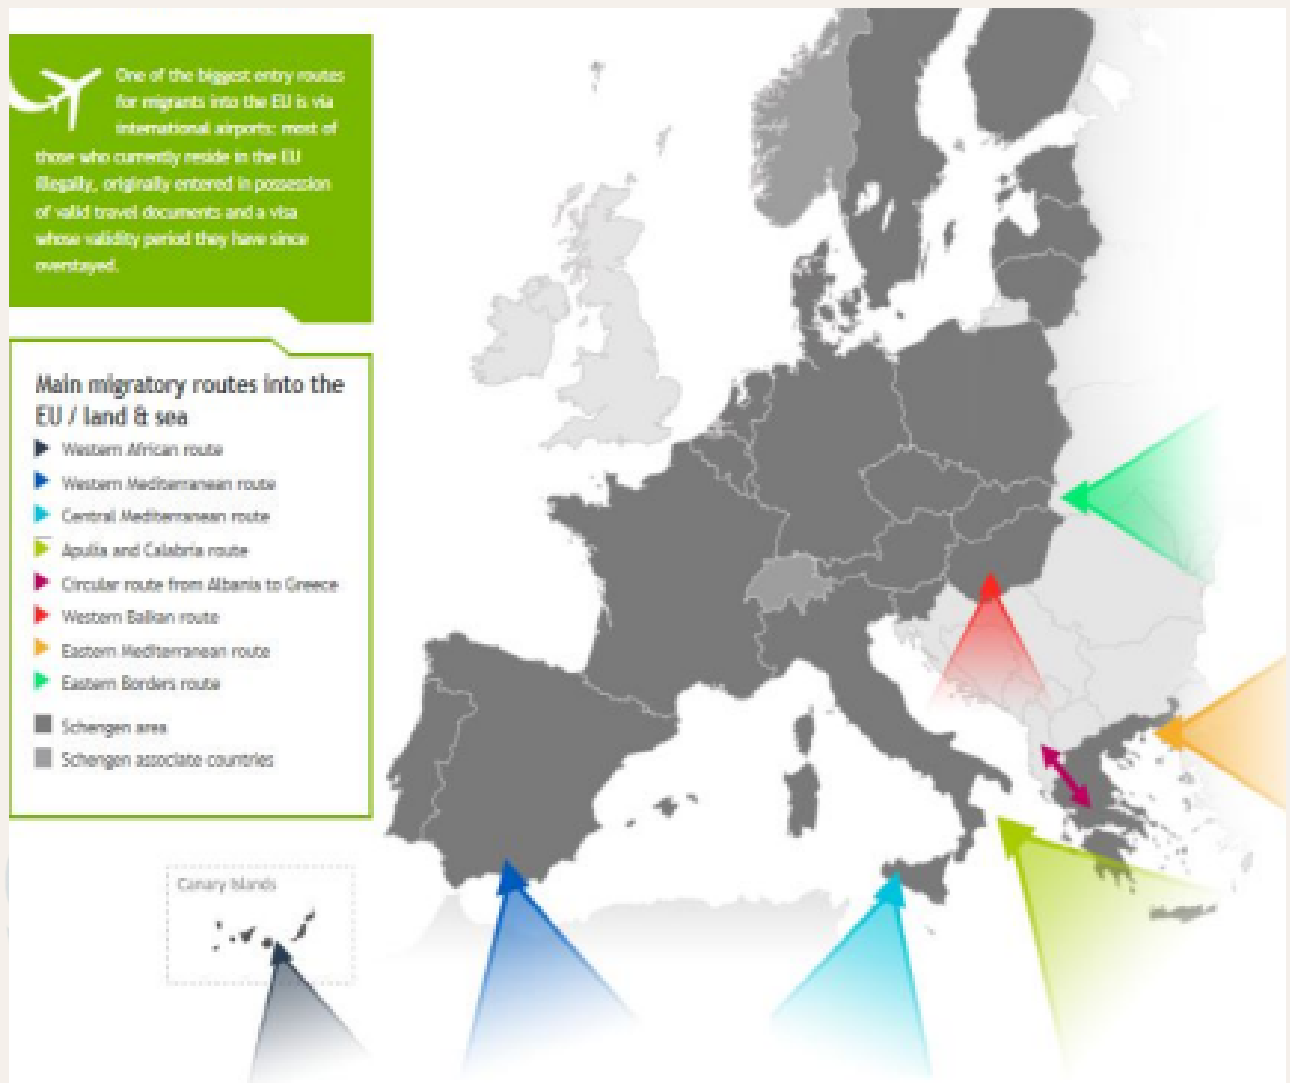 One of the biggest entry routes
for migrants into the EU is via
international airports: most of
those who currently reside in the EU
illegally, originally entered in possession
of valid travel documents and a visa
whose validity period they have since
overstayed.
Main migratory routes into the
EU / land & sea
Western African route
Western Mediterranean route
Central Mediterranean route
Apulia and Calabria route
Circular route from Albania to Greece
Western Balkan route
Eastern Mediterranean route
Eastern Borders route
Schengen area
Schengen associate countries
Canary Islands